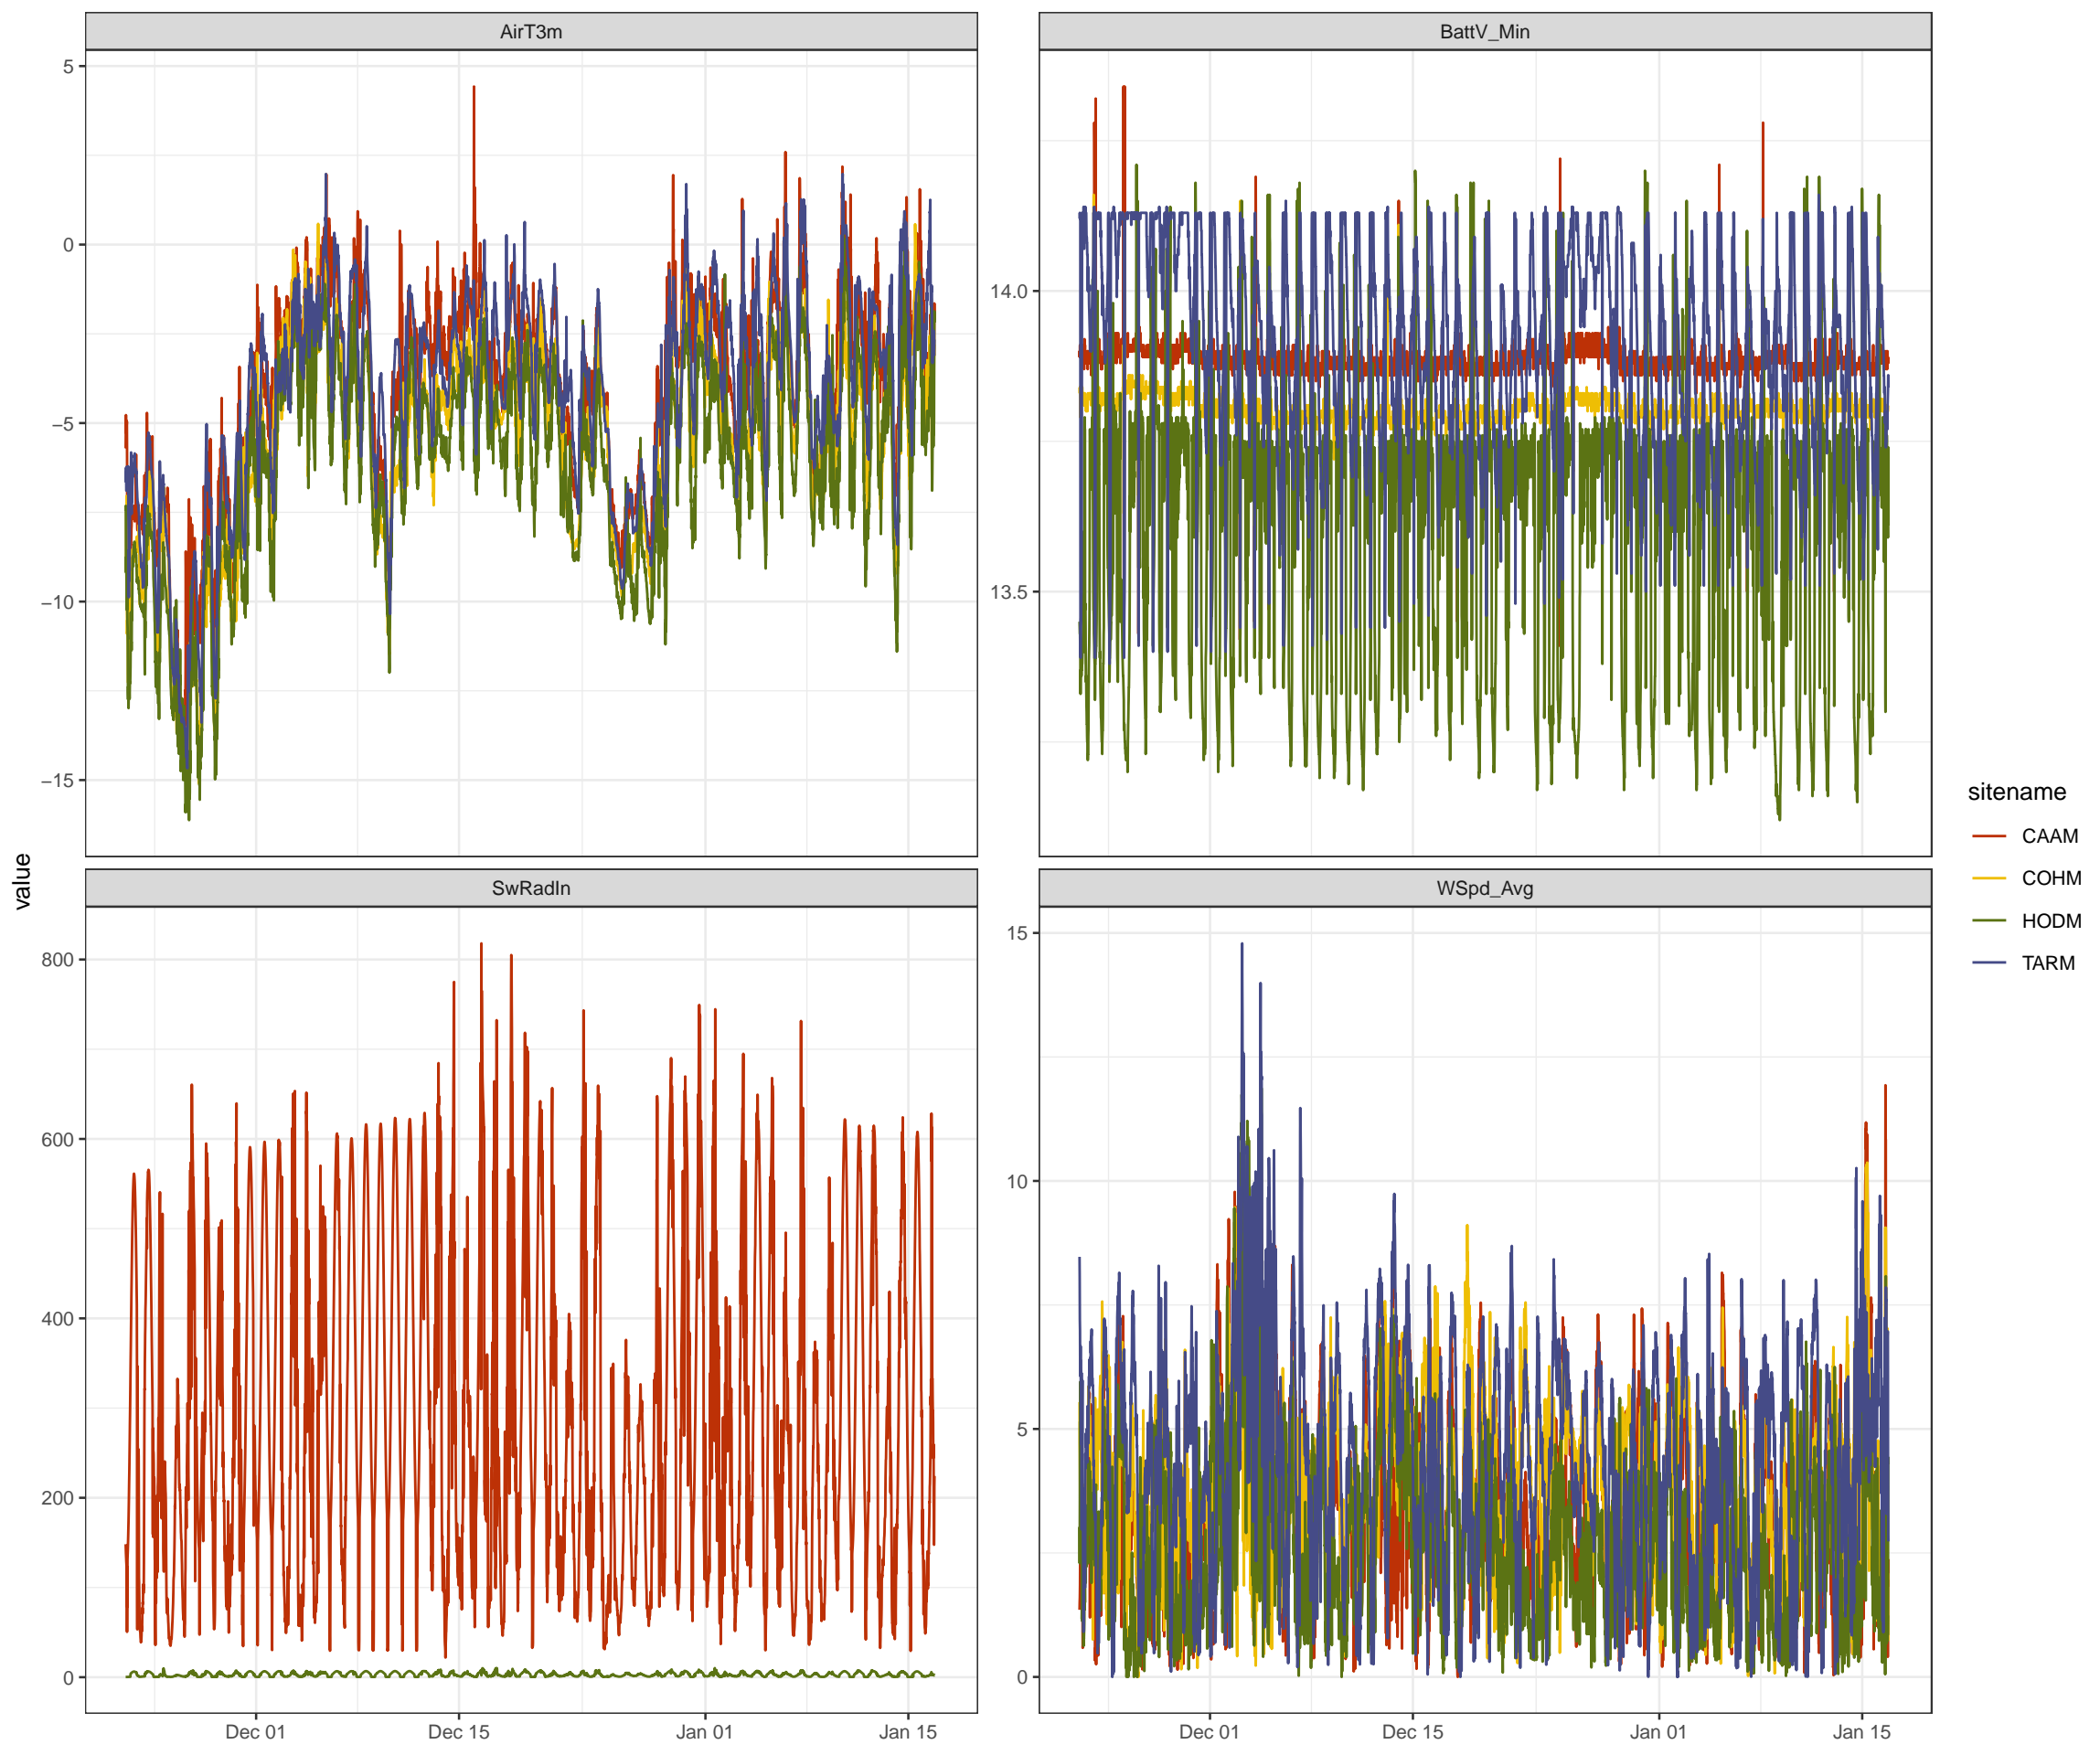 AirT3m
BattV_Min
5
0
−5
−10
−15
14.0
13.5
value
SwRadIn
WSpd_Avg
800
600
400
200
0
15
10
5
0
Dec 01
Dec 15
Jan 01
Jan 15
Dec 01
Dec 15
Jan 01
Jan 15
sitename
CAAM
COHM
HODM
TARM